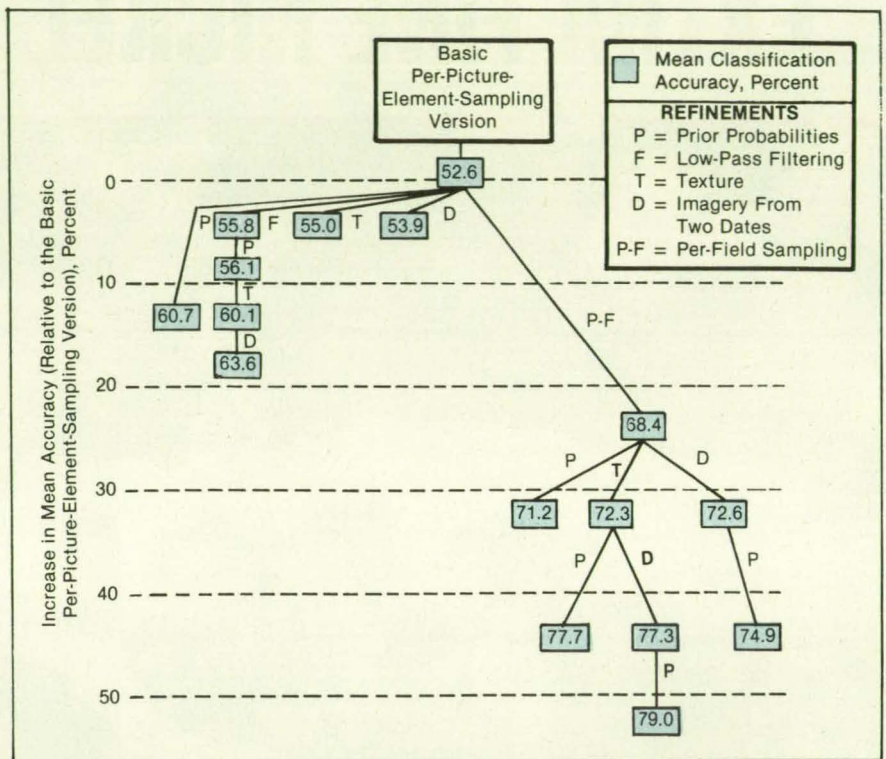 Basic
Per-Picture-
Element-Sampling
Version
Mean Classification
Accuracy, Percent
REFINEMENTS
P = Prior Probabilities
F = Low-Pass Filtering
T = Texture
D = Imagery From
Two Dates
P-F = Per-Field Sampling
Increase in Mean Accuracy (Relative to the Basic
Per-Picture-Element-Sampling Version), Percent
0
52.6
P 55.8 F 55.0 T 53.9 D
P
56.1
10
T
60.7 60.1
P-F
D
63.6
20
68.4
P T D
30
71.2 72.3 72.6
P D P
40
77.7 77.3 74.9
P
50
79.0